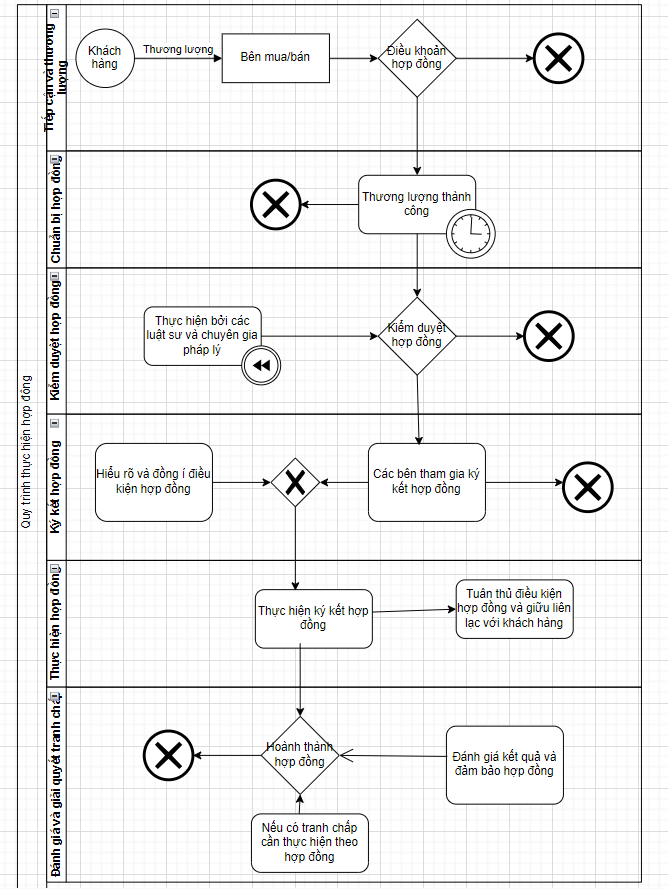 Quy trình thực hiện hợp đồng
Tiếp cận và thương
lượng
Khách
hàng
Thương lượng
Bên mua/bán
Điều khoản
hợp đồng
Chuẩn bị hợp đồng
Thương lượng thành
công
Kiểm duyệt hợp đồng
Thực hiện bởi các
luật sư và chuyên gia
pháp lý
Kiểm duyệt
hợp đồng
Ký kết hợp đồng
Hiểu rõ và đồng í điều
kiện hợp đồng
Các bên tham gia ký
kết hợp đồng
Thực hiện hợp đồng
Thực hiện ký kết hợp
đồng
Tuân thủ điều kiện
hợp đồng và giữu liên
lạc với khách hàng
Đánh giá và giải quyết tranh chấp
Hoành thành
hợp đồng
Đánh giá kết quả và
đảm bảo hợp đồng
Nếu có tranh chấp
cần thực hiện theo
hợp đồng